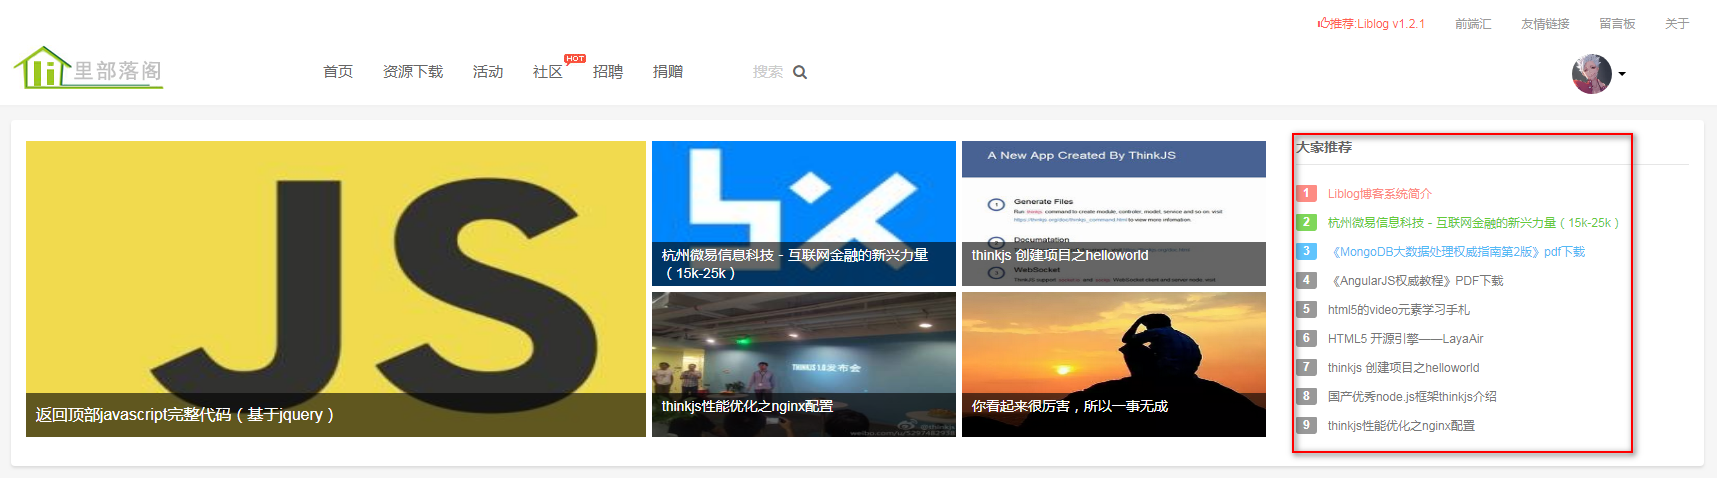 推荐:Liblog v1.2.1 前端汇 友情链接 留言板 关于
li 里部落阁
首页 资源下载 活动 社区 HOT 招聘 捐赠 搜索
JS
返回顶部javascript完整代码（基于jquery）
杭州微易信息科技 - 互联网金融的新兴力量
（15k-25k）
A New App Created By ThinkJS
1 Generate Files
2 Documatation
3 WebSocket
thinkjs 创建项目之helloworld
THINKJS 1.0发布会
thinkjs性能优化之nginx配置
你看起来很厉害，所以一事无成
大家推荐
1 Liblog博客系统简介
2 杭州微易信息科技 - 互联网金融的新兴力量（15k-25k）
3 《MongoDB大数据处理权威指南第2版》pdf下载
4 《AngularJS权威教程》PDF下载
5 html5的video元素学习手札
6 HTML5 开源引擎——LayaAir
7 thinkjs 创建项目之helloworld
8 国产优秀node.js框架thinkjs介绍
9 thinkjs性能优化之nginx配置